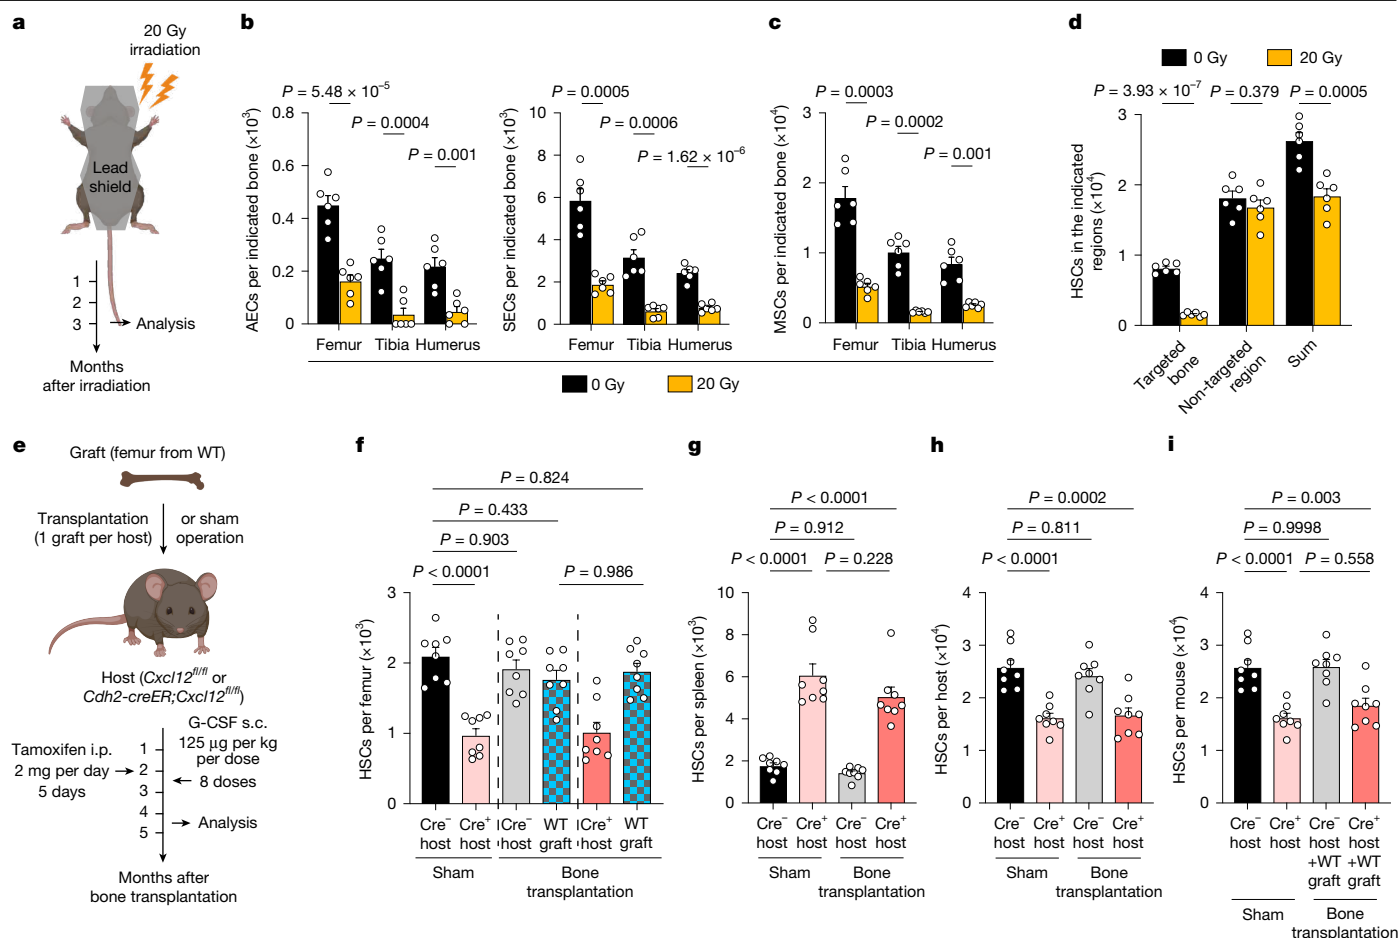 a
20 Gy
irradiation
Lead
shield
1
2
3
Analysis
Months
after irradiation
b
P = 5.48 × 10⁻⁵
P = 0.0004
P = 0.001
AECs per indicated bone (×10³)
0.8
0.6
0.4
0.2
0
Femur Tibia Humerus
P = 0.0005
P = 0.0006
P = 1.62 × 10⁻⁶
SECs per indicated bone (×10³)
10
8
6
4
2
0
Femur Tibia Humerus
c
P = 0.0003
P = 0.0002
P = 0.001
MSCs per indicated bone (×10⁴)
3
2
1
0
Femur Tibia Humerus
0 Gy 20 Gy
d
0 Gy 20 Gy
P = 3.93 × 10⁻⁷ P = 0.379 P = 0.0005
HSCs in the indicated
regions (×10⁴)
3
2
1
0
Targeted
bone
Non-targeted
region
Sum
e
Graft (femur from WT)
Transplantation
(1 graft per host)
or sham
operation
Host (Cxcl12ᶠˡ/ᶠˡ or
Cdh2-creER;Cxcl12ᶠˡ/ᶠˡ)
G-CSF s.c.
125 μg per kg
per dose
8 doses
Tamoxifen i.p.
2 mg per day
5 days
1
2
3
4
5
Analysis
Months after
bone transplantation
f
P = 0.824
P = 0.433
P = 0.903
P < 0.0001
P = 0.986
HSCs per femur (×10³)
3
2
1
0
Cre⁻ Cre⁺ Cre⁻ WT Cre⁺ WT
host host host graft host graft
Sham
Bone
transplantation
g
P < 0.0001
P = 0.912
P < 0.0001 P = 0.228
HSCs per spleen (×10³)
10
8
6
4
2
0
Cre⁻ Cre⁺ Cre⁻ Cre⁺
host host host host
Sham
Bone
transplantation
h
P = 0.0002
P = 0.811
P < 0.0001
HSCs per host (×10⁴)
4
3
2
1
0
Cre⁻ Cre⁺ Cre⁻ Cre⁺
host host host host
Sham
Bone
transplantation
i
P = 0.003
P = 0.9998
P < 0.0001 P = 0.558
HSCs per mouse (×10⁴)
4
3
2
1
0
Cre⁻ Cre⁺ Cre⁻ Cre⁺
host host host host
+WT +WT
graft graft
Sham
Bone
transplantation